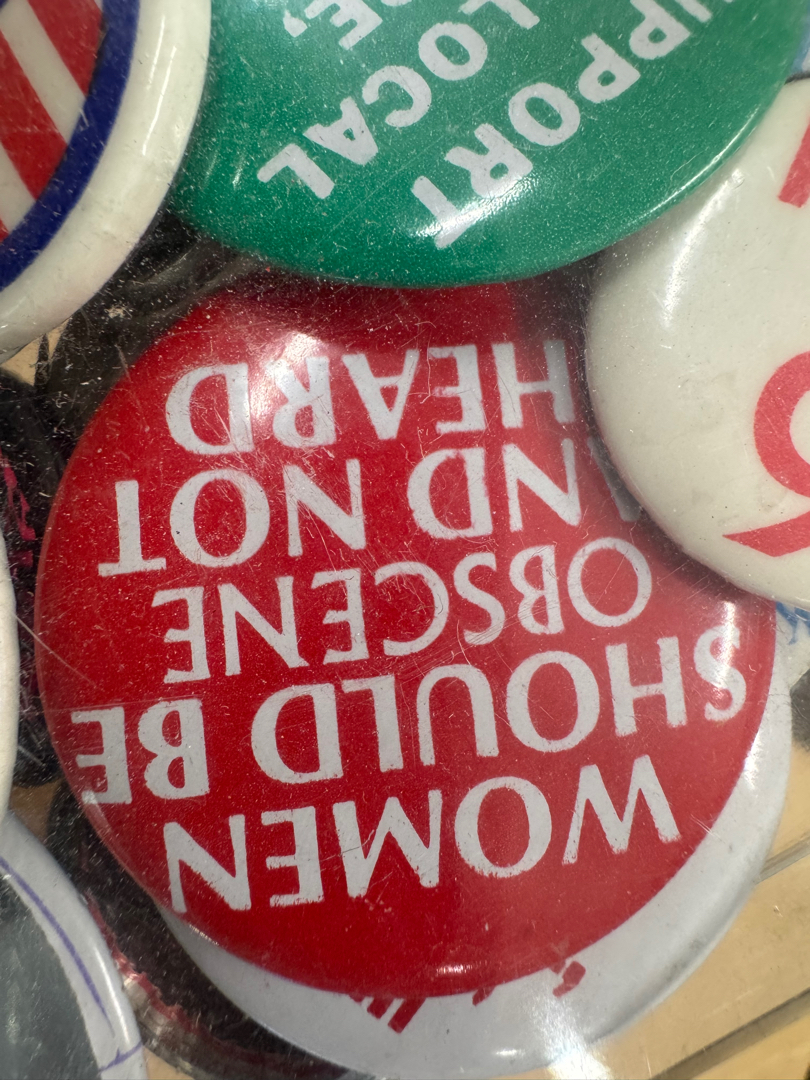 WOMEN
SHOULD BE
OBSCENE
AND NOT
HEARD
SUPPORT
LOCAL